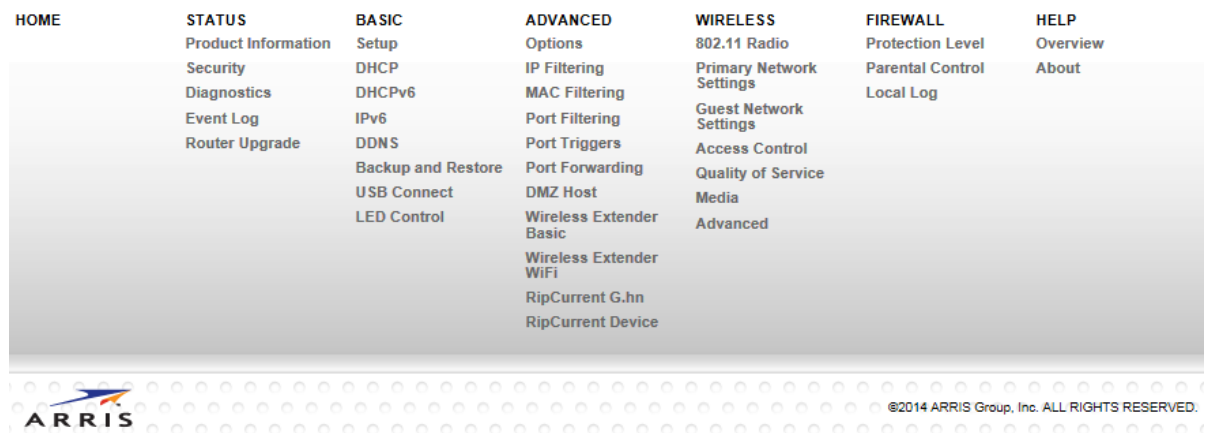 HOME
STATUS
Product Information
Security
Diagnostics
Event Log
Router Upgrade
BASIC
Setup
DHCP
DHCPv6
IPv6
DDNS
Backup and Restore
USB Connect
LED Control
ADVANCED
Options
IP Filtering
MAC Filtering
Port Filtering
Port Triggers
Port Forwarding
DMZ Host
Wireless Extender
Basic
Wireless Extender
WiFi
RipCurrent G.hn
RipCurrent Device
WIRELESS
802.11 Radio
Primary Network
Settings
Guest Network
Settings
Access Control
Quality of Service
Media
Advanced
FIREWALL
Protection Level
Parental Control
Local Log
HELP
Overview
About
ARRIS
©2014 ARRIS Group, Inc. ALL RIGHTS RESERVED.